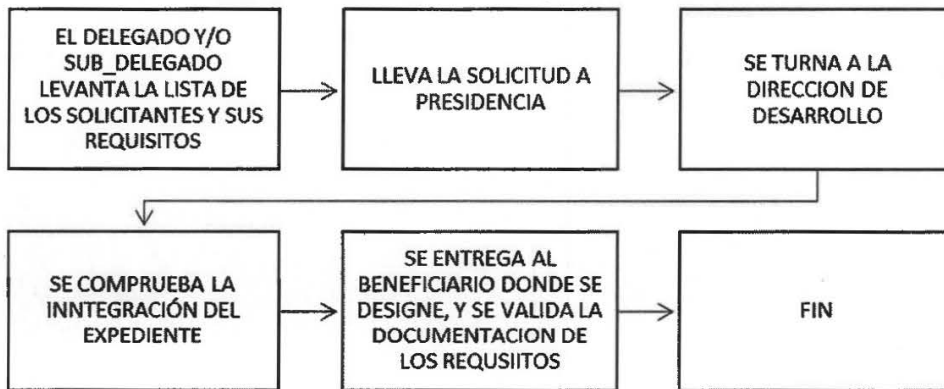 EL DELEGADO Y/O
SUB_DELEGADO
LEVANTA LA LISTA DE
LOS SOLICITANTES Y SUS
REQUISITOS
LLEVA LA SOLICITUD A
PRESIDENCIA
SE TURNA A LA
DIRECCION DE
DESARROLLO
SE COMPRUEBA LA
INNTEGRACIÓN DEL
EXPEDIENTE
SE ENTREGA AL
BENEFICIARIO DONDE SE
DESIGNE, Y SE VALIDA LA
DOCUMENTACION DE
LOS REQUSIITOS
FIN